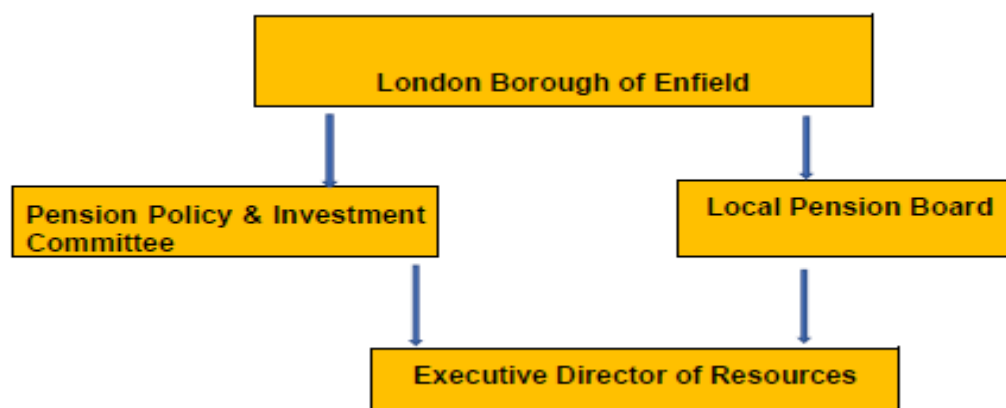 London Borough of Enfield
Pension Policy & Investment
Committee
Local Pension Board
Executive Director of Resources